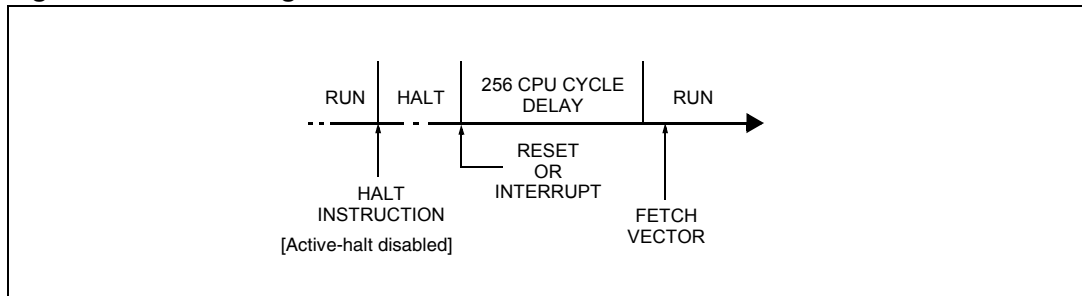 RUN
HALT
256 CPU CYCLE
DELAY
RUN
HALT
INSTRUCTION
[Active-halt disabled]
RESET
OR
INTERRUPT
FETCH
VECTOR